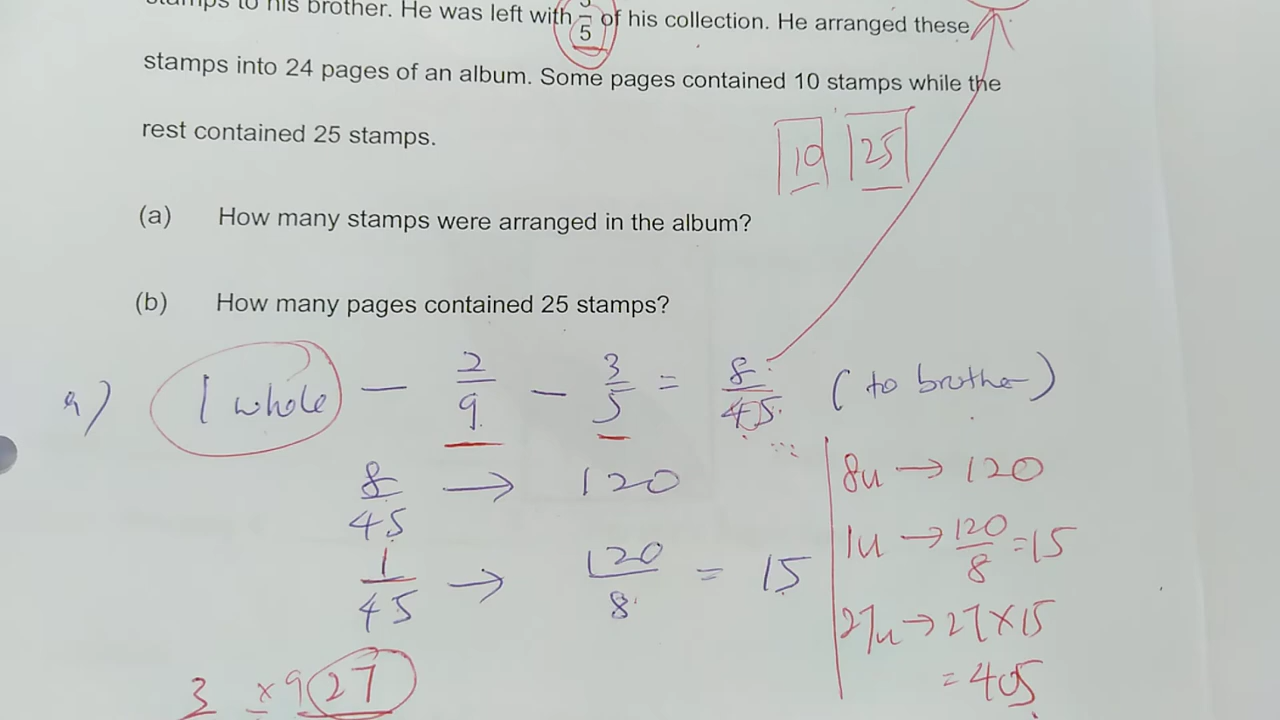 stamps to his brother. He was left with 3/5 of his collection. He arranged these
stamps into 24 pages of an album. Some pages contained 10 stamps while the
rest contained 25 stamps.
10 25
(a) How many stamps were arranged in the album?
(b) How many pages contained 25 stamps?
a) 1 whole - 2/9 - 3/5 = 8/45 (to brother)
8/45 → 120
1/45 → 120/8 = 15
8u → 120
1u → 120/8 = 15
27u → 27 × 15
= 405
3 ×9 27